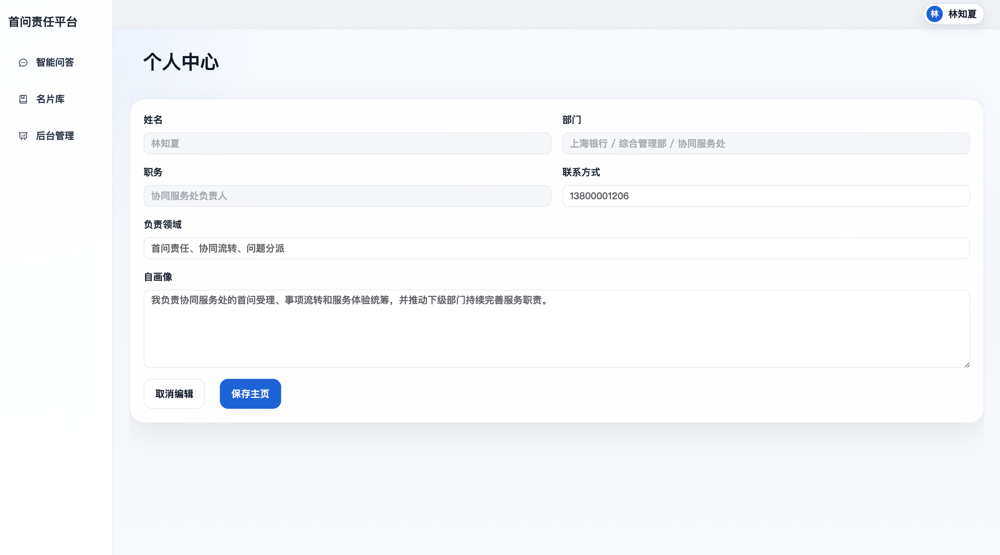 首问责任平台
智能问答
名片库
后台管理
林 林知夏
个人中心
姓名
林知夏
部门
上海银行 / 综合管理部 / 协同服务处
职务
协同服务处负责人
联系方式
13800001206
负责领域
首问责任、协同流转、问题分派
自画像
我负责协同服务处的首问受理、事项流转和服务体验统筹，并推动下级部门持续完善服务职责。
取消编辑
保存主页